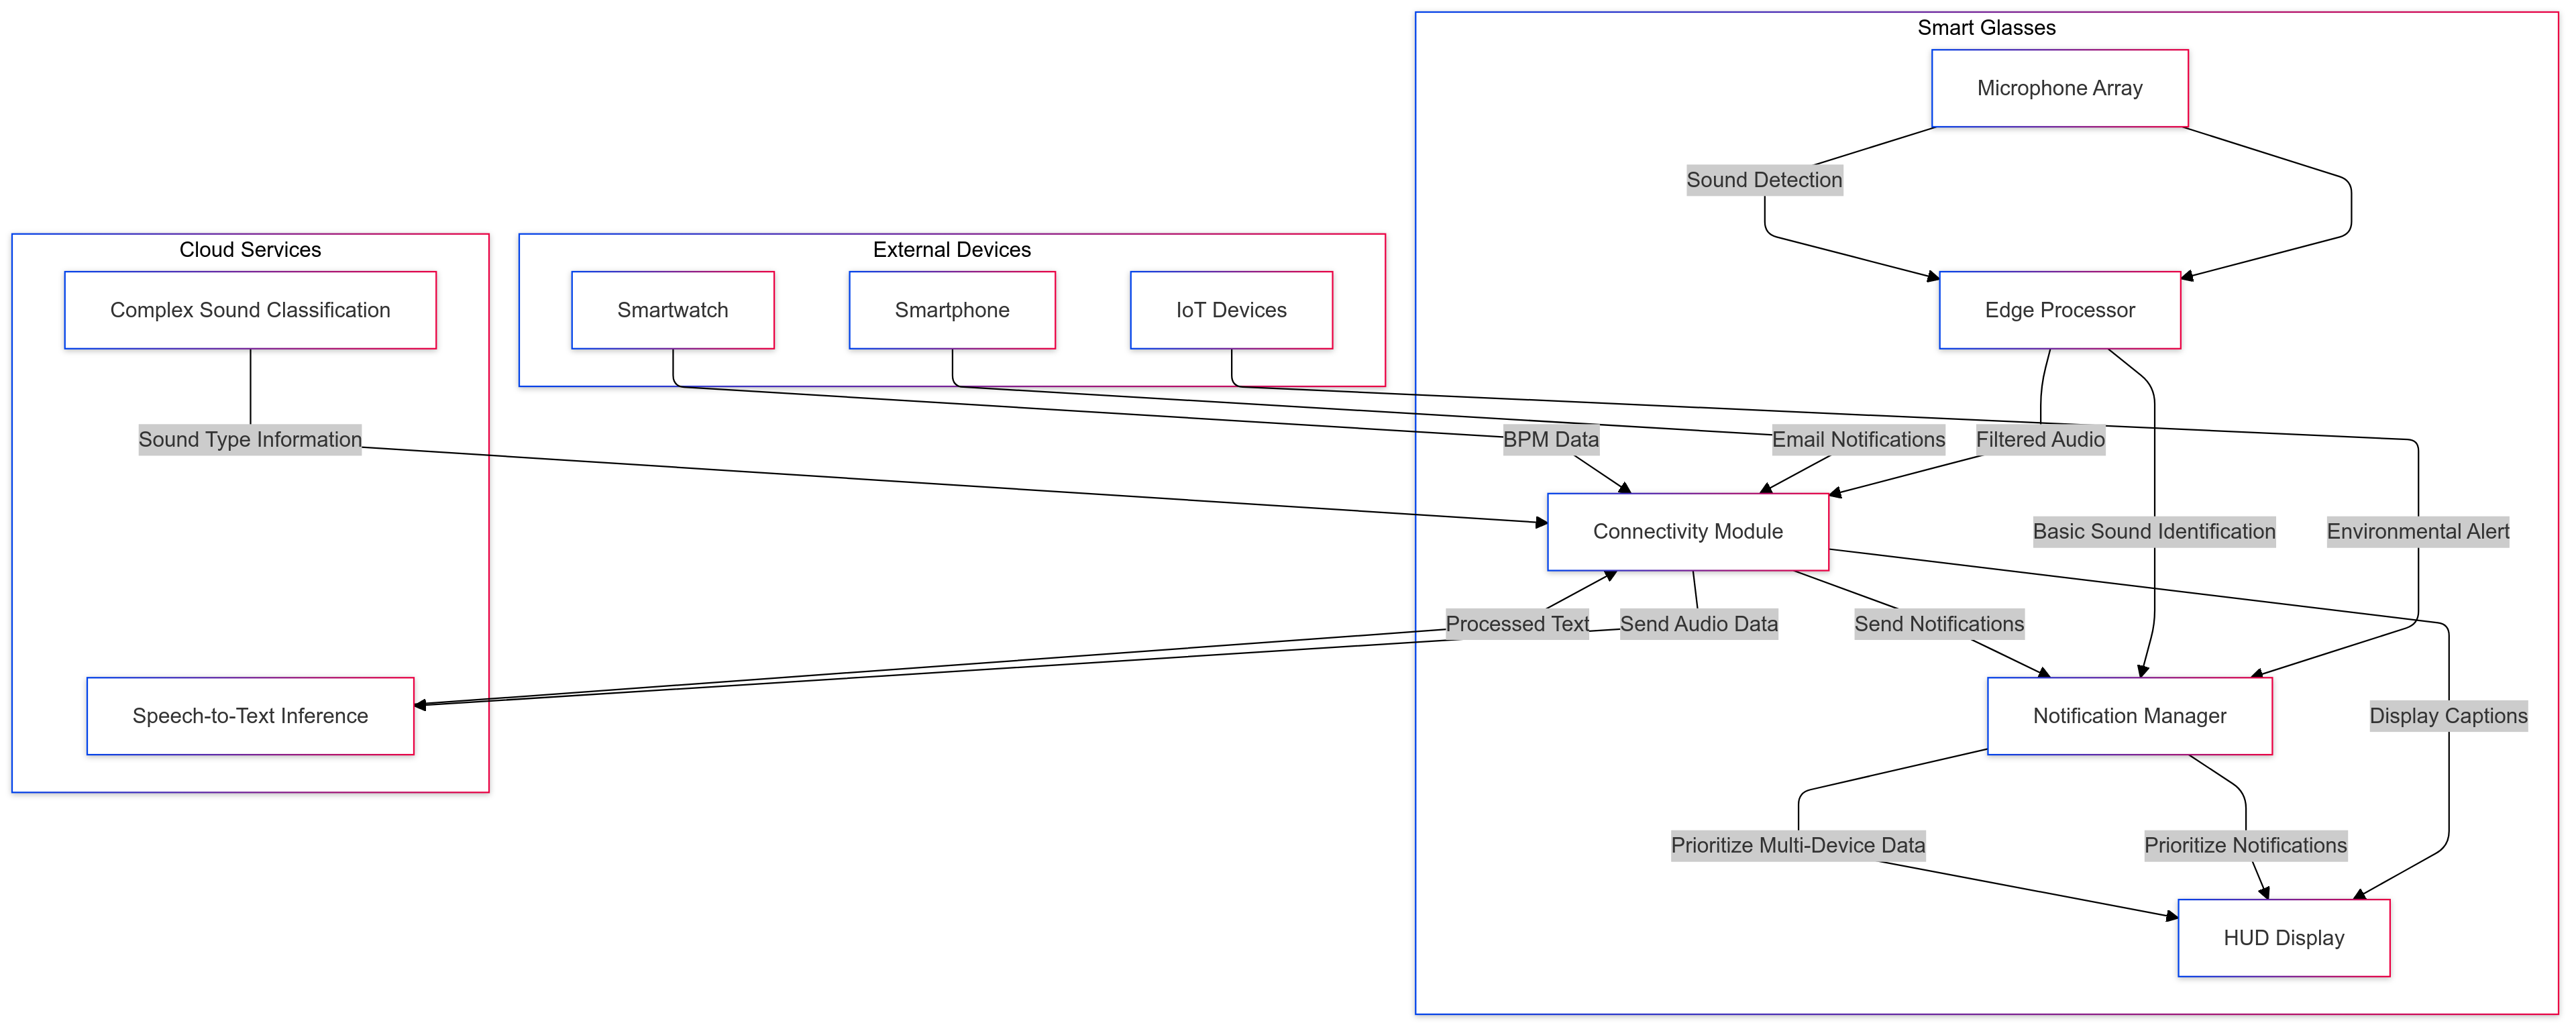 Smart Glasses
Microphone Array
Sound Detection
Cloud Services
External Devices
Complex Sound Classification
Smartwatch
Smartphone
IoT Devices
Edge Processor
Sound Type Information
BPM Data
Email Notifications
Filtered Audio
Connectivity Module
Basic Sound Identification
Environmental Alert
Processed Text
Send Audio Data
Send Notifications
Speech-to-Text Inference
Notification Manager
Display Captions
Prioritize Multi-Device Data
Prioritize Notifications
HUD Display